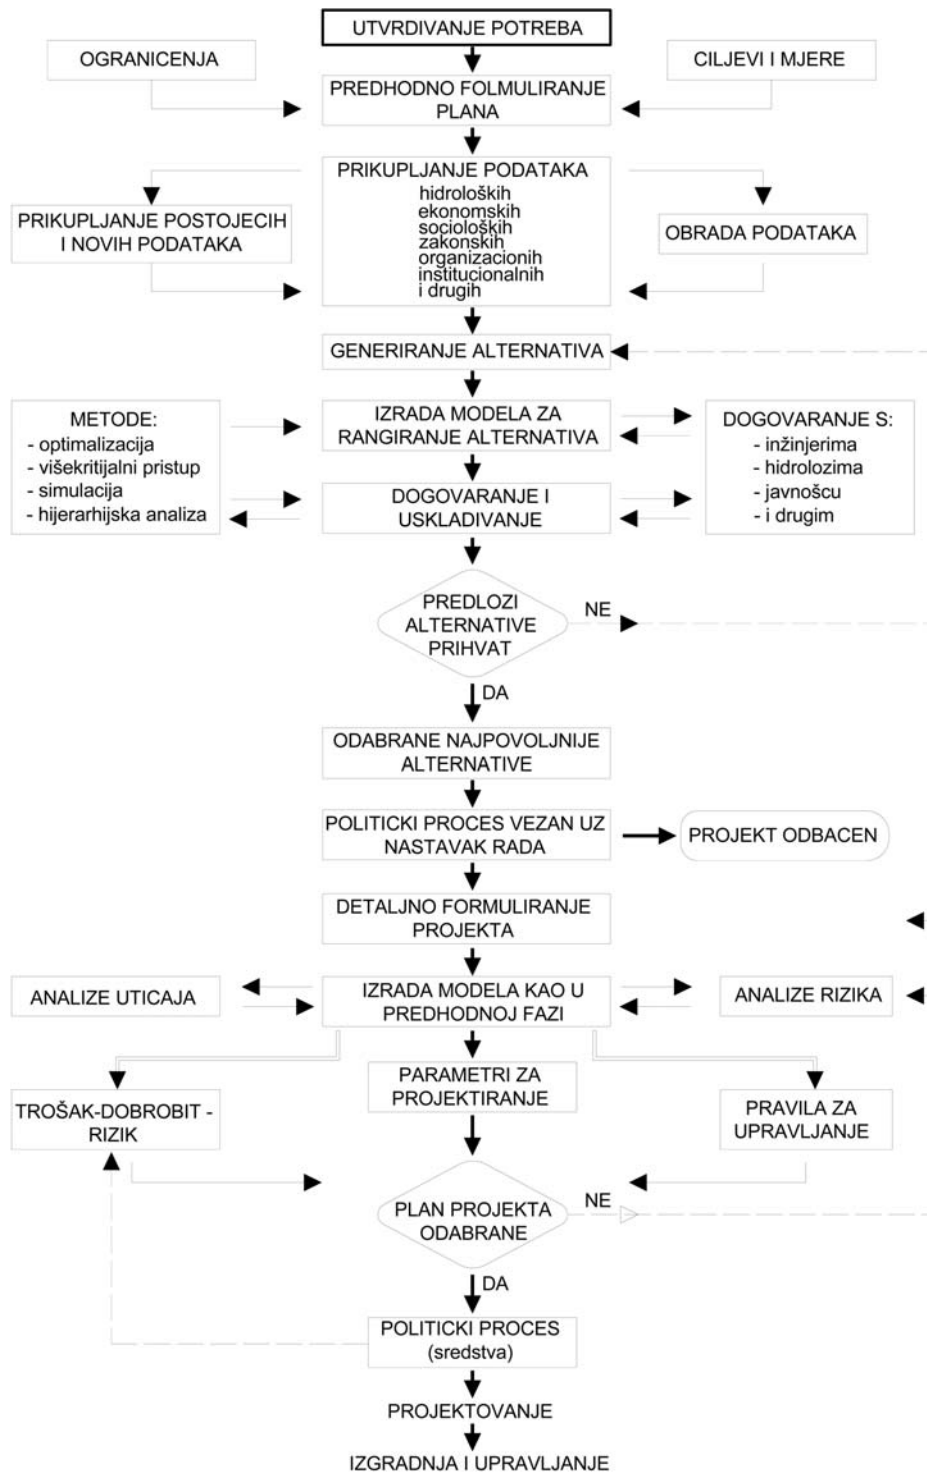 UTVRDIVANJE POTREBA
OGRANICENJA
CILJEVI I MJERE
PREDHODNO FOLMULIRANJE
PLANA
PRIKUPLJANJE PODATAKA
hidroloških
ekonomskih
socioloških
zakonskih
organizacionih
institucionalnih
i drugih
PRIKUPLJANJE POSTOJECIH
I NOVIH PODATAKA
OBRADA PODATAKA
GENERIRANJE ALTERNATIVA
METODE:
- optimalizacija
- višekritijalni pristup
- simulacija
- hijerarhijska analiza
IZRADA MODELA ZA
RANGIRANJE ALTERNATIVA
DOGOVARANJE S:
- inžinjerima
- hidrolozima
- javnošcu
- i drugim
DOGOVARANJE I
USKLADIVANJE
PREDLOZI
ALTERNATIVE
PRIHVAT
NE
DA
ODABRANE NAJPOVOLJNIJE
ALTERNATIVE
POLITICKI PROCES VEZAN UZ
NASTAVAK RADA
PROJEKT ODBACEN
DETALJNO FORMULIRANJE
PROJEKTA
ANALIZE UTICAJA
IZRADA MODELA KAO U
PREDHODNOJ FAZI
ANALIZE RIZIKA
TROŠAK-DOBROBIT -
RIZIK
PARAMETRI ZA
PROJEKTIRANJE
PRAVILA ZA
UPRAVLJANJE
PLAN PROJEKTA
ODABRANE
NE
DA
POLITICKI PROCES
(sredstva)
PROJEKTOVANJE
IZGRADNJA I UPRAVLJANJE